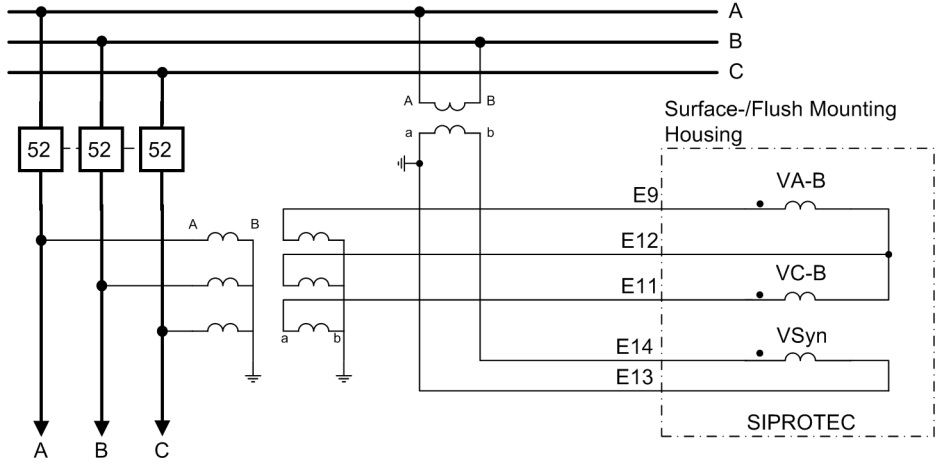 A
B
C
A B
a b
Surface-/Flush Mounting
Housing
52 52 52
VA-B
E9
A B
E12
VC-B
E11
a b
VSyn
E14
E13
SIPROTEC
A B C